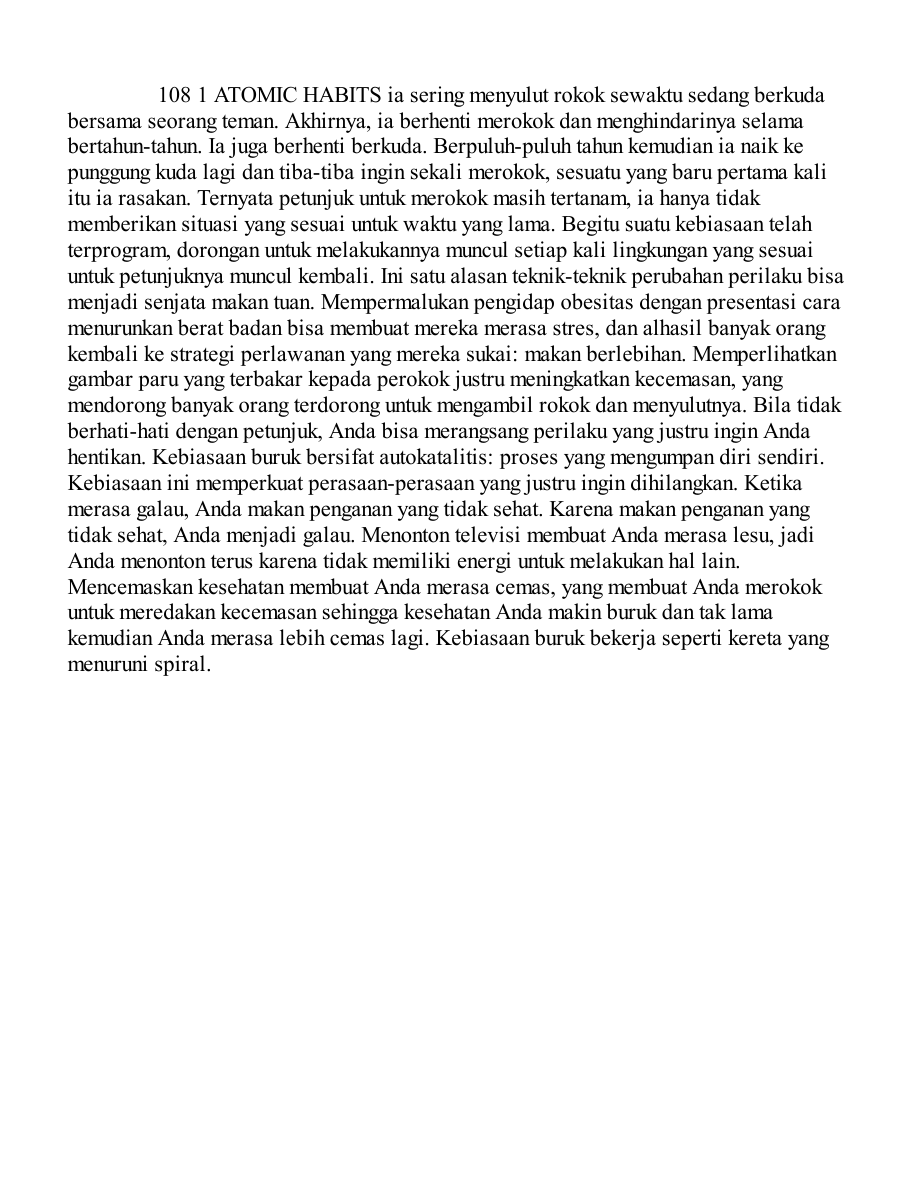 108 1 ATOMIC HABITS ia sering menyulut rokok sewaktu sedang berkuda
bersama seorang teman. Akhirnya, ia berhenti merokok dan menghindarinya selama
bertahun-tahun. Ia juga berhenti berkuda. Berpuluh-puluh tahun kemudian ia naik ke
punggung kuda lagi dan tiba-tiba ingin sekali merokok, sesuatu yang baru pertama kali
itu ia rasakan. Ternyata petunjuk untuk merokok masih tertanam, ia hanya tidak
memberikan situasi yang sesuai untuk waktu yang lama. Begitu suatu kebiasaan telah
terprogram, dorongan untuk melakukannya muncul setiap kali lingkungan yang sesuai
untuk petunjuknya muncul kembali. Ini satu alasan teknik-teknik perubahan perilaku bisa
menjadi senjata makan tuan. Mempermalukan pengidap obesitas dengan presentasi cara
menurunkan berat badan bisa membuat mereka merasa stres, dan alhasil banyak orang
kembali ke strategi perlawanan yang mereka sukai: makan berlebihan. Memperlihatkan
gambar paru yang terbakar kepada perokok justru meningkatkan kecemasan, yang
mendorong banyak orang terdorong untuk mengambil rokok dan menyulutnya. Bila tidak
berhati-hati dengan petunjuk, Anda bisa merangsang perilaku yang justru ingin Anda
hentikan. Kebiasaan buruk bersifat autokatalitis: proses yang mengumpan diri sendiri.
Kebiasaan ini memperkuat perasaan-perasaan yang justru ingin dihilangkan. Ketika
merasa galau, Anda makan penganan yang tidak sehat. Karena makan penganan yang
tidak sehat, Anda menjadi galau. Menonton televisi membuat Anda merasa lesu, jadi
Anda menonton terus karena tidak memiliki energi untuk melakukan hal lain.
Mencemaskan kesehatan membuat Anda merasa cemas, yang membuat Anda merokok
untuk meredakan kecemasan sehingga kesehatan Anda makin buruk dan tak lama
kemudian Anda merasa lebih cemas lagi. Kebiasaan buruk bekerja seperti kereta yang
menuruni spiral.